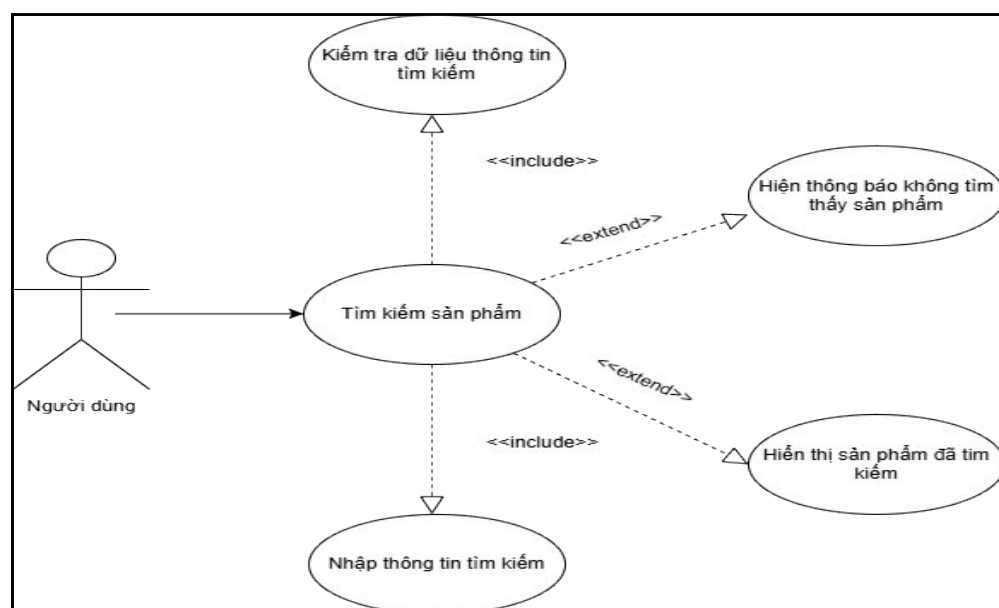 Kiểm tra dữ liệu thông tin
tìm kiếm
<<include>>
Hiện thông báo không tìm
thấy sản phẩm
<<extend>>
Tìm kiếm sản phẩm
<<extend>>
Người dùng
<<include>>
Hiển thị sản phẩm đã tim
kiếm
Nhập thông tin tìm kiếm